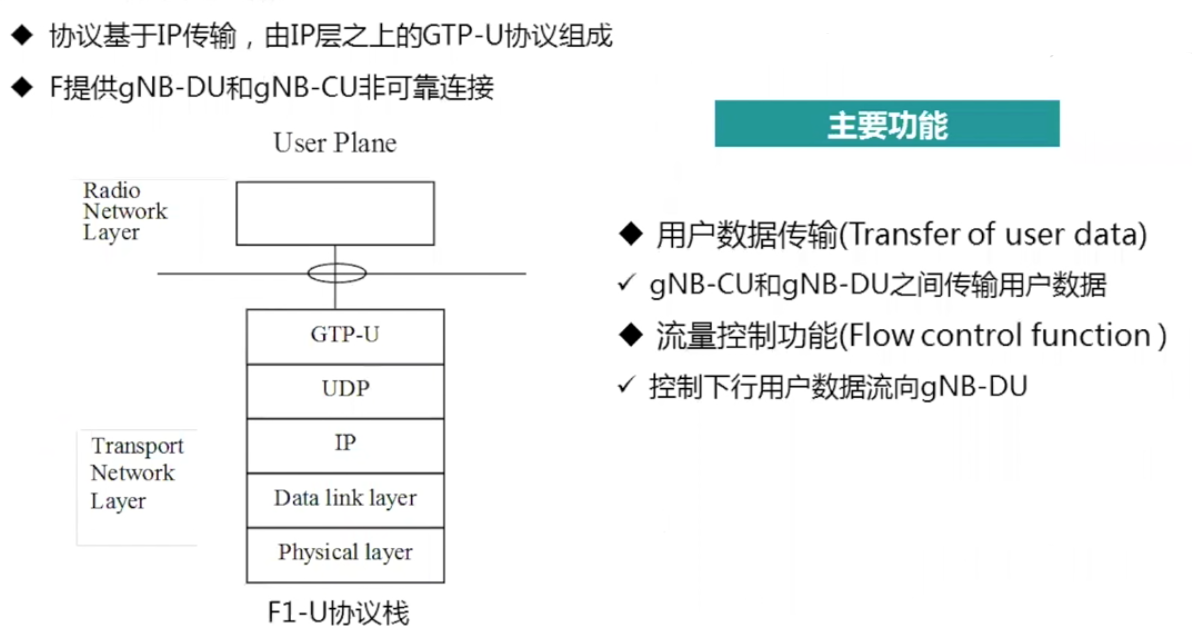 ◆ 协议基于IP传输，由IP层之上的GTP-U协议组成
◆ F提供gNB-DU和gNB-CU非可靠连接
User Plane
Radio
Network
Layer
GTP-U
UDP
IP
Data link layer
Physical layer
Transport
Network
Layer
F1-U协议栈
主要功能
◆ 用户数据传输(Transfer of user data)
✓ gNB-CU和gNB-DU之间传输用户数据
◆ 流量控制功能(Flow control function )
✓ 控制下行用户数据流向gNB-DU